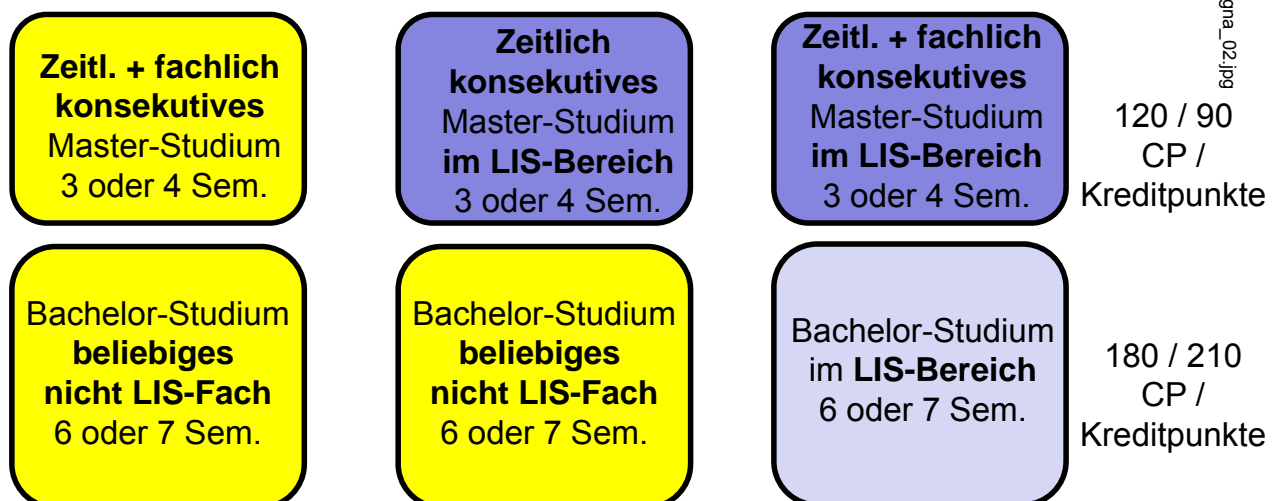 Zeitl. + fachlich
konsekutives
Master-Studium
3 oder 4 Sem.
Zeitlich
konsekutives
Master-Studium
im LIS-Bereich
3 oder 4 Sem.
Zeitl. + fachlich
konsekutives
Master-Studium
im LIS-Bereich
3 oder 4 Sem.
gna_02.jpg
120 / 90
CP /
Kreditpunkte
Bachelor-Studium
beliebiges
nicht LIS-Fach
6 oder 7 Sem.
Bachelor-Studium
beliebiges
nicht LIS-Fach
6 oder 7 Sem.
Bachelor-Studium
im LIS-Bereich
6 oder 7 Sem.
180 / 210
CP /
Kreditpunkte